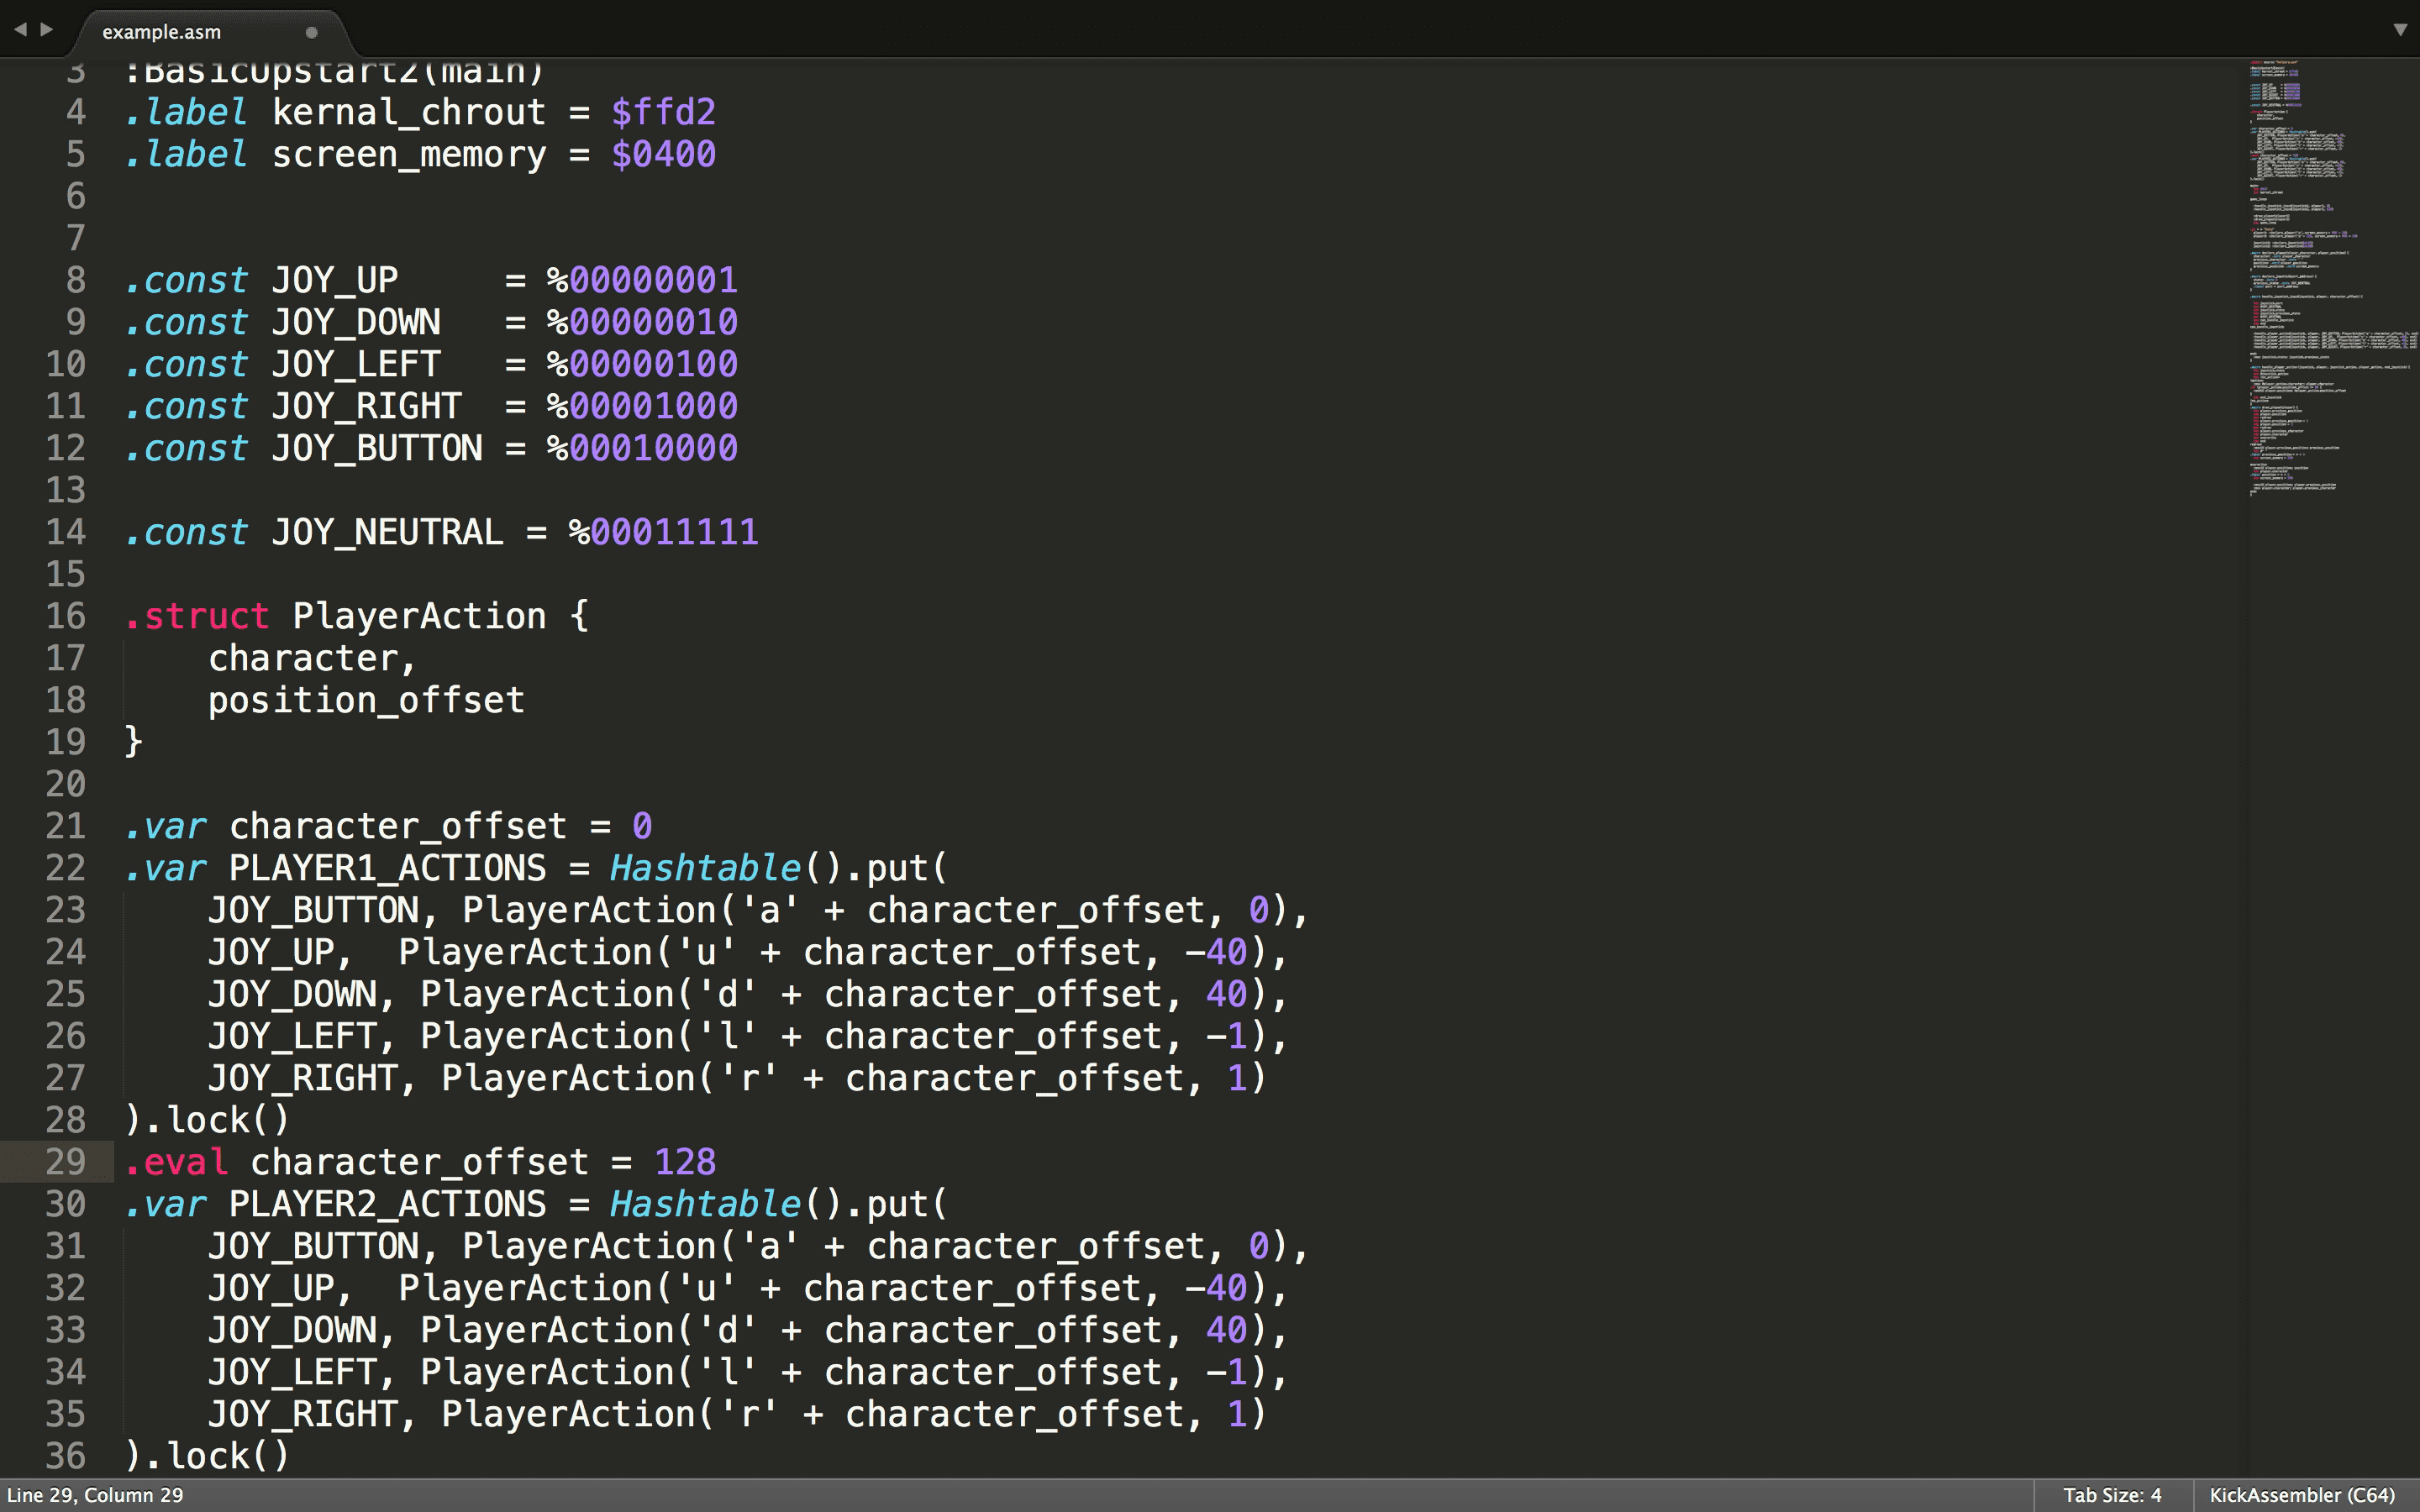 example.asm
3 :BasicUpstart2(main)
4 .label kernal_chrout = $ffd2
5 .label screen_memory = $0400
6
7
8 .const JOY_UP     = %00000001
9 .const JOY_DOWN   = %00000010
10 .const JOY_LEFT   = %00000100
11 .const JOY_RIGHT  = %00001000
12 .const JOY_BUTTON = %00010000
13
14 .const JOY_NEUTRAL = %00011111
15
16 .struct PlayerAction {
17     character,
18     position_offset
19 }
20
21 .var character_offset = 0
22 .var PLAYER1_ACTIONS = Hashtable().put(
23     JOY_BUTTON, PlayerAction('a' + character_offset, 0),
24     JOY_UP,  PlayerAction('u' + character_offset, -40),
25     JOY_DOWN, PlayerAction('d' + character_offset, 40),
26     JOY_LEFT, PlayerAction('l' + character_offset, -1),
27     JOY_RIGHT, PlayerAction('r' + character_offset, 1)
28 ).lock()
29 .eval character_offset = 128
30 .var PLAYER2_ACTIONS = Hashtable().put(
31     JOY_BUTTON, PlayerAction('a' + character_offset, 0),
32     JOY_UP,  PlayerAction('u' + character_offset, -40),
33     JOY_DOWN, PlayerAction('d' + character_offset, 40),
34     JOY_LEFT, PlayerAction('l' + character_offset, -1),
35     JOY_RIGHT, PlayerAction('r' + character_offset, 1)
36 ).lock()
Line 29, Column 29
Tab Size: 4
KickAssembler (C64)